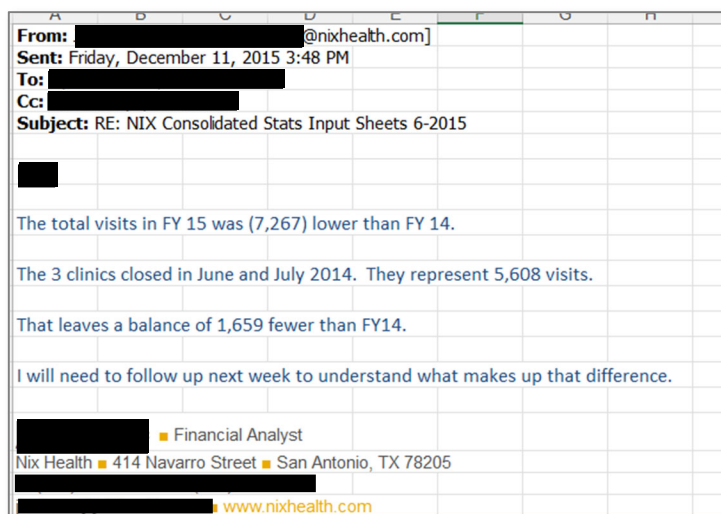 A B C D E F G H
From: @nixhealth.com]
Sent: Friday, December 11, 2015 3:48 PM
To:
Cc:
Subject: RE: NIX Consolidated Stats Input Sheets 6-2015
The total visits in FY 15 was (7,267) lower than FY 14.
The 3 clinics closed in June and July 2014. They represent 5,608 visits.
That leaves a balance of 1,659 fewer than FY14.
I will need to follow up next week to understand what makes up that difference.
■ Financial Analyst
Nix Health ■ 414 Navarro Street ■ San Antonio, TX 78205
■ www.nixhealth.com